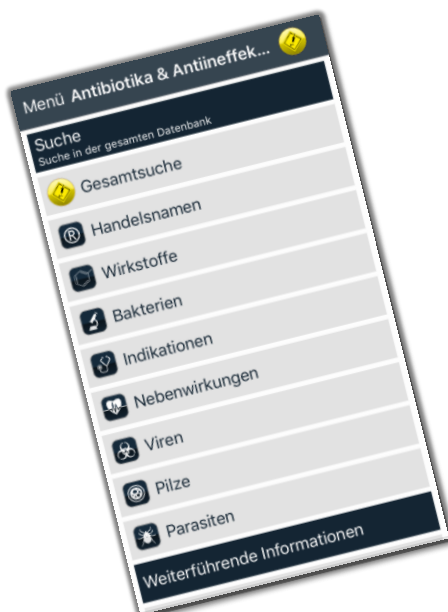 Menü Antibiotika & Antiineffek...
Suche
Suche in der gesamten Datenbank
Gesamtsuche
® Handelsnamen
Wirkstoffe
Bakterien
Indikationen
Nebenwirkungen
Viren
Pilze
Parasiten
Weiterführende Informationen